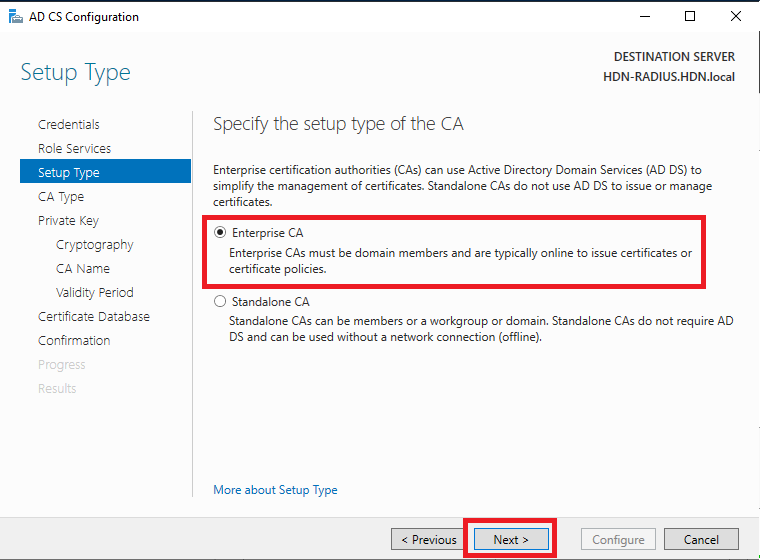 AD CS Configuration
DESTINATION SERVER
HDN-RADIUS.HDN.local
Setup Type
Credentials
Role Services
Setup Type
CA Type
Private Key
Cryptography
CA Name
Validity Period
Certificate Database
Confirmation
Progress
Results
Specify the setup type of the CA
Enterprise certification authorities (CAs) can use Active Directory Domain Services (AD DS) to
simplify the management of certificates. Standalone CAs do not use AD DS to issue or manage
certificates.
Enterprise CA
Enterprise CAs must be domain members and are typically online to issue certificates or
certificate policies.
Standalone CA
Standalone CAs can be members or a workgroup or domain. Standalone CAs do not require AD
DS and can be used without a network connection (offline).
More about Setup Type
< Previous
Next >
Configure
Cancel